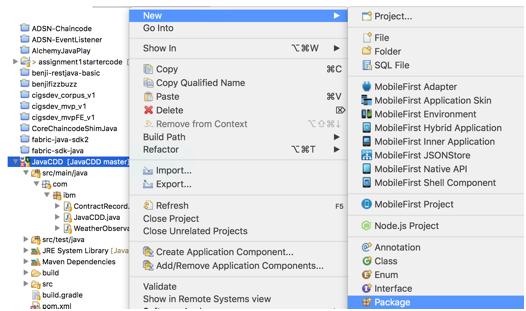 ADSN-Chaincode
ADSN-EventListener
AlchemyJavaPlay
assignment1startercode
benji-restjava-basic
benjifizzbuzz
cigsdev_corpus_v1
cigsdev_mvp_v1
cigsdev_mvpFE_v1
CoreChaincodeShimJava
fabric-java-sdk2
fabric-sdk-java
JavaCDD [JavaCDD master]
src/main/java
com
ibm
ContractRecord.
JavaCDD.java
WeatherObserva
src/test/java
JRE System Library [Java
Maven Dependencies
build
src
build.gradle
pom.xml
New
Go Into
Show In ⌥⌘W
Copy ⌘C
Copy Qualified Name
Paste ⌘V
Delete ⌦
Remove from Context ⌥⇧⌘↓
Build Path
Refactor ⌥⌘T
Import...
Export...
Refresh F5
Close Project
Close Unrelated Projects
Create Application Component...
Add/Remove Application Components...
Validate
Show in Remote Systems view
Project...
File
Folder
SQL File
MobileFirst Adapter
MobileFirst Application Skin
MobileFirst Environment
MobileFirst Hybrid Application
MobileFirst Inner Application
MobileFirst JSONStore
MobileFirst Native API
MobileFirst Shell Component
MobileFirst Project
Node.js Project
Annotation
Class
Enum
Interface
Package